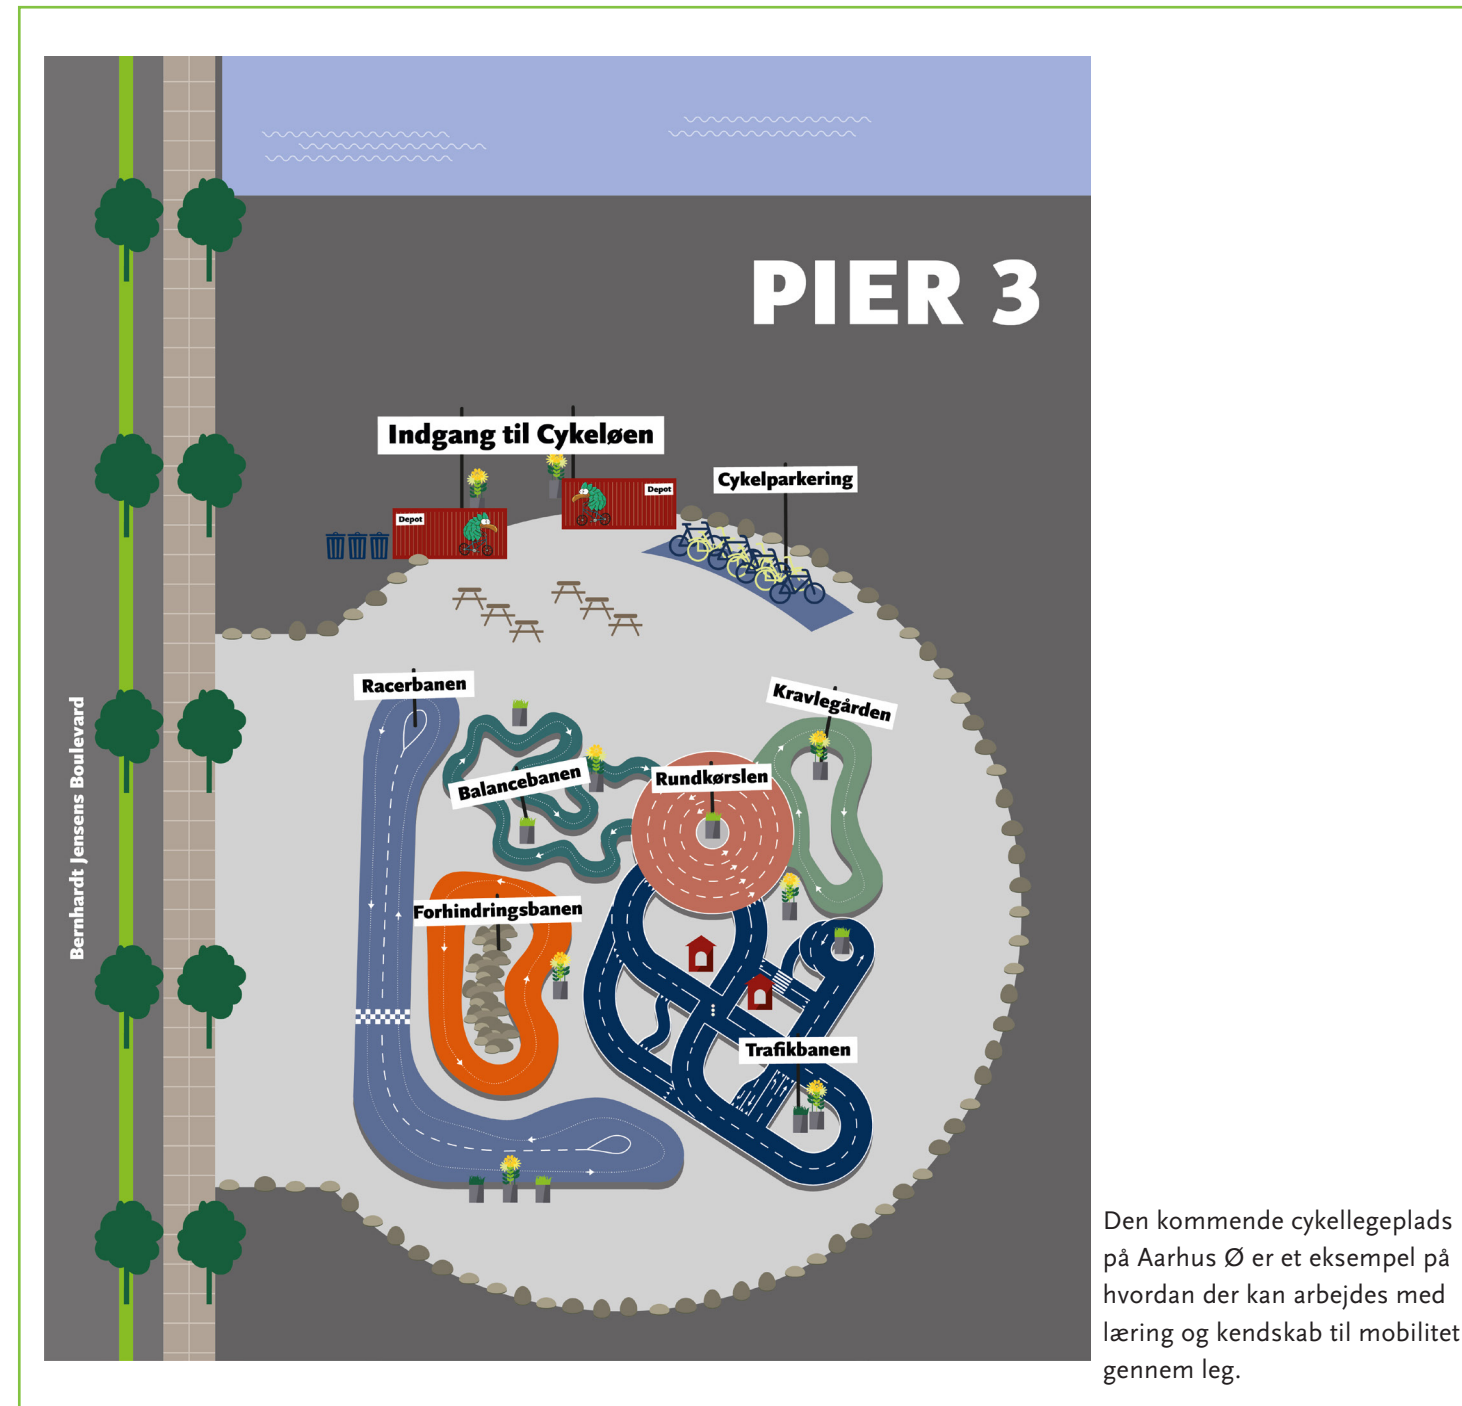 PIER 3
Indgang til Cykeløen
Cykelparkering
Depot
Depot
Racerbanen
Kravlegården
Balancebanen
Rundkørslen
Forhindringsbanen
Trafikbanen
Bernhardt Jensens Boulevard
Den kommende cykellegeplads
på Aarhus Ø er et eksempel på
hvordan der kan arbejdes med
læring og kendskab til mobilitet
gennem leg.